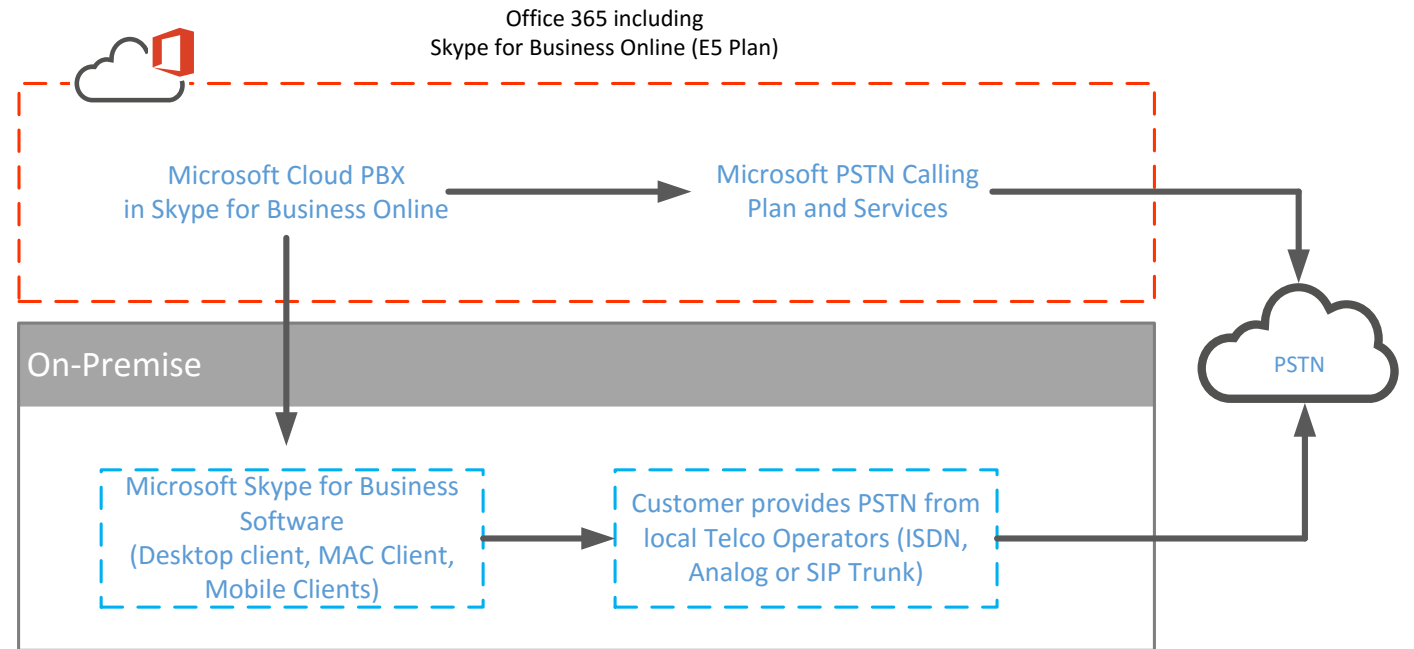 Office 365 including
Skype for Business Online (E5 Plan)
Microsoft Cloud PBX
in Skype for Business Online
Microsoft PSTN Calling
Plan and Services
PSTN
On-Premise
Microsoft Skype for Business
Software
(Desktop client, MAC Client,
Mobile Clients)
Customer provides PSTN from
local Telco Operators (ISDN,
Analog or SIP Trunk)